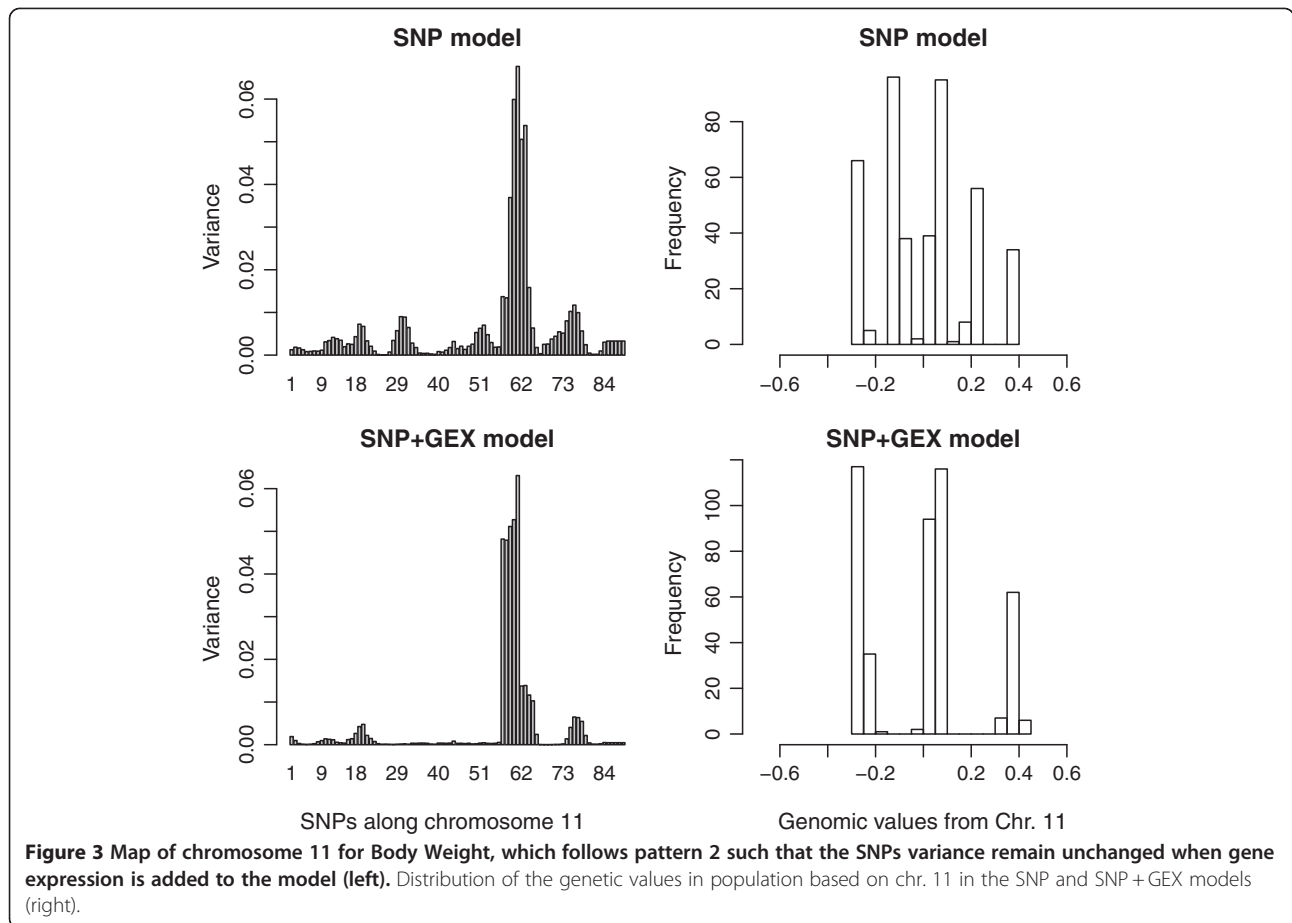 SNP model
Variance
0.00 0.02 0.04 0.06
1 9 18 29 40 51 62 73 84
SNP model
Frequency
0 20 40 60 80
−0.6 −0.2 0.2 0.4 0.6
SNP+GEX model
Variance
0.00 0.02 0.04 0.06
1 9 18 29 40 51 62 73 84
SNPs along chromosome 11
SNP+GEX model
Frequency
0 20 40 60 80 100
−0.6 −0.2 0.2 0.4 0.6
Genomic values from Chr. 11
Figure 3 Map of chromosome 11 for Body Weight, which follows pattern 2 such that the SNPs variance remain unchanged when gene
expression is added to the model (left). Distribution of the genetic values in population based on chr. 11 in the SNP and SNP + GEX models
(right).